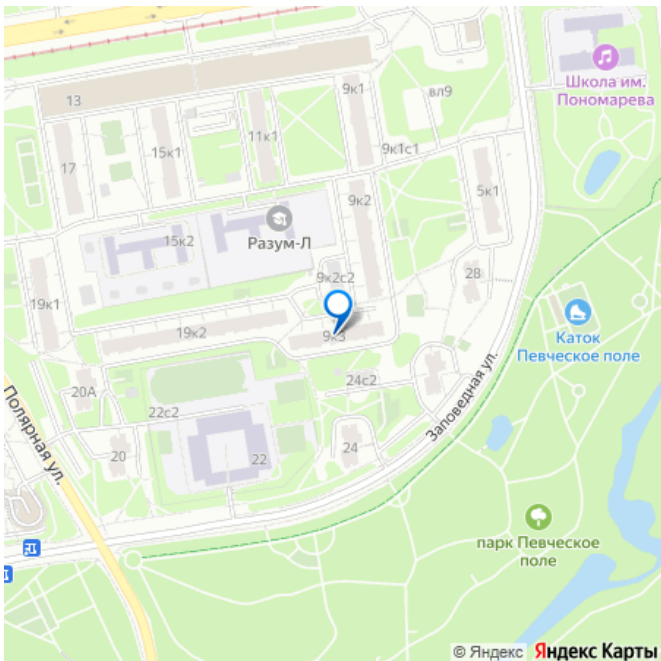 Школа им.
Пономарева
13
9к1
вл9
11к1
15к1
17
9к1с1
5к1
9к2
Разум-Л
15к2
9к2с2
28
19к1
Каток
Певческое поле
19к2
9к3
24с2
20А
22с2
Заповедная ул.
Полярная ул.
20
22
24
парк Певческое
поле
© Яндекс
Яндекс Карты